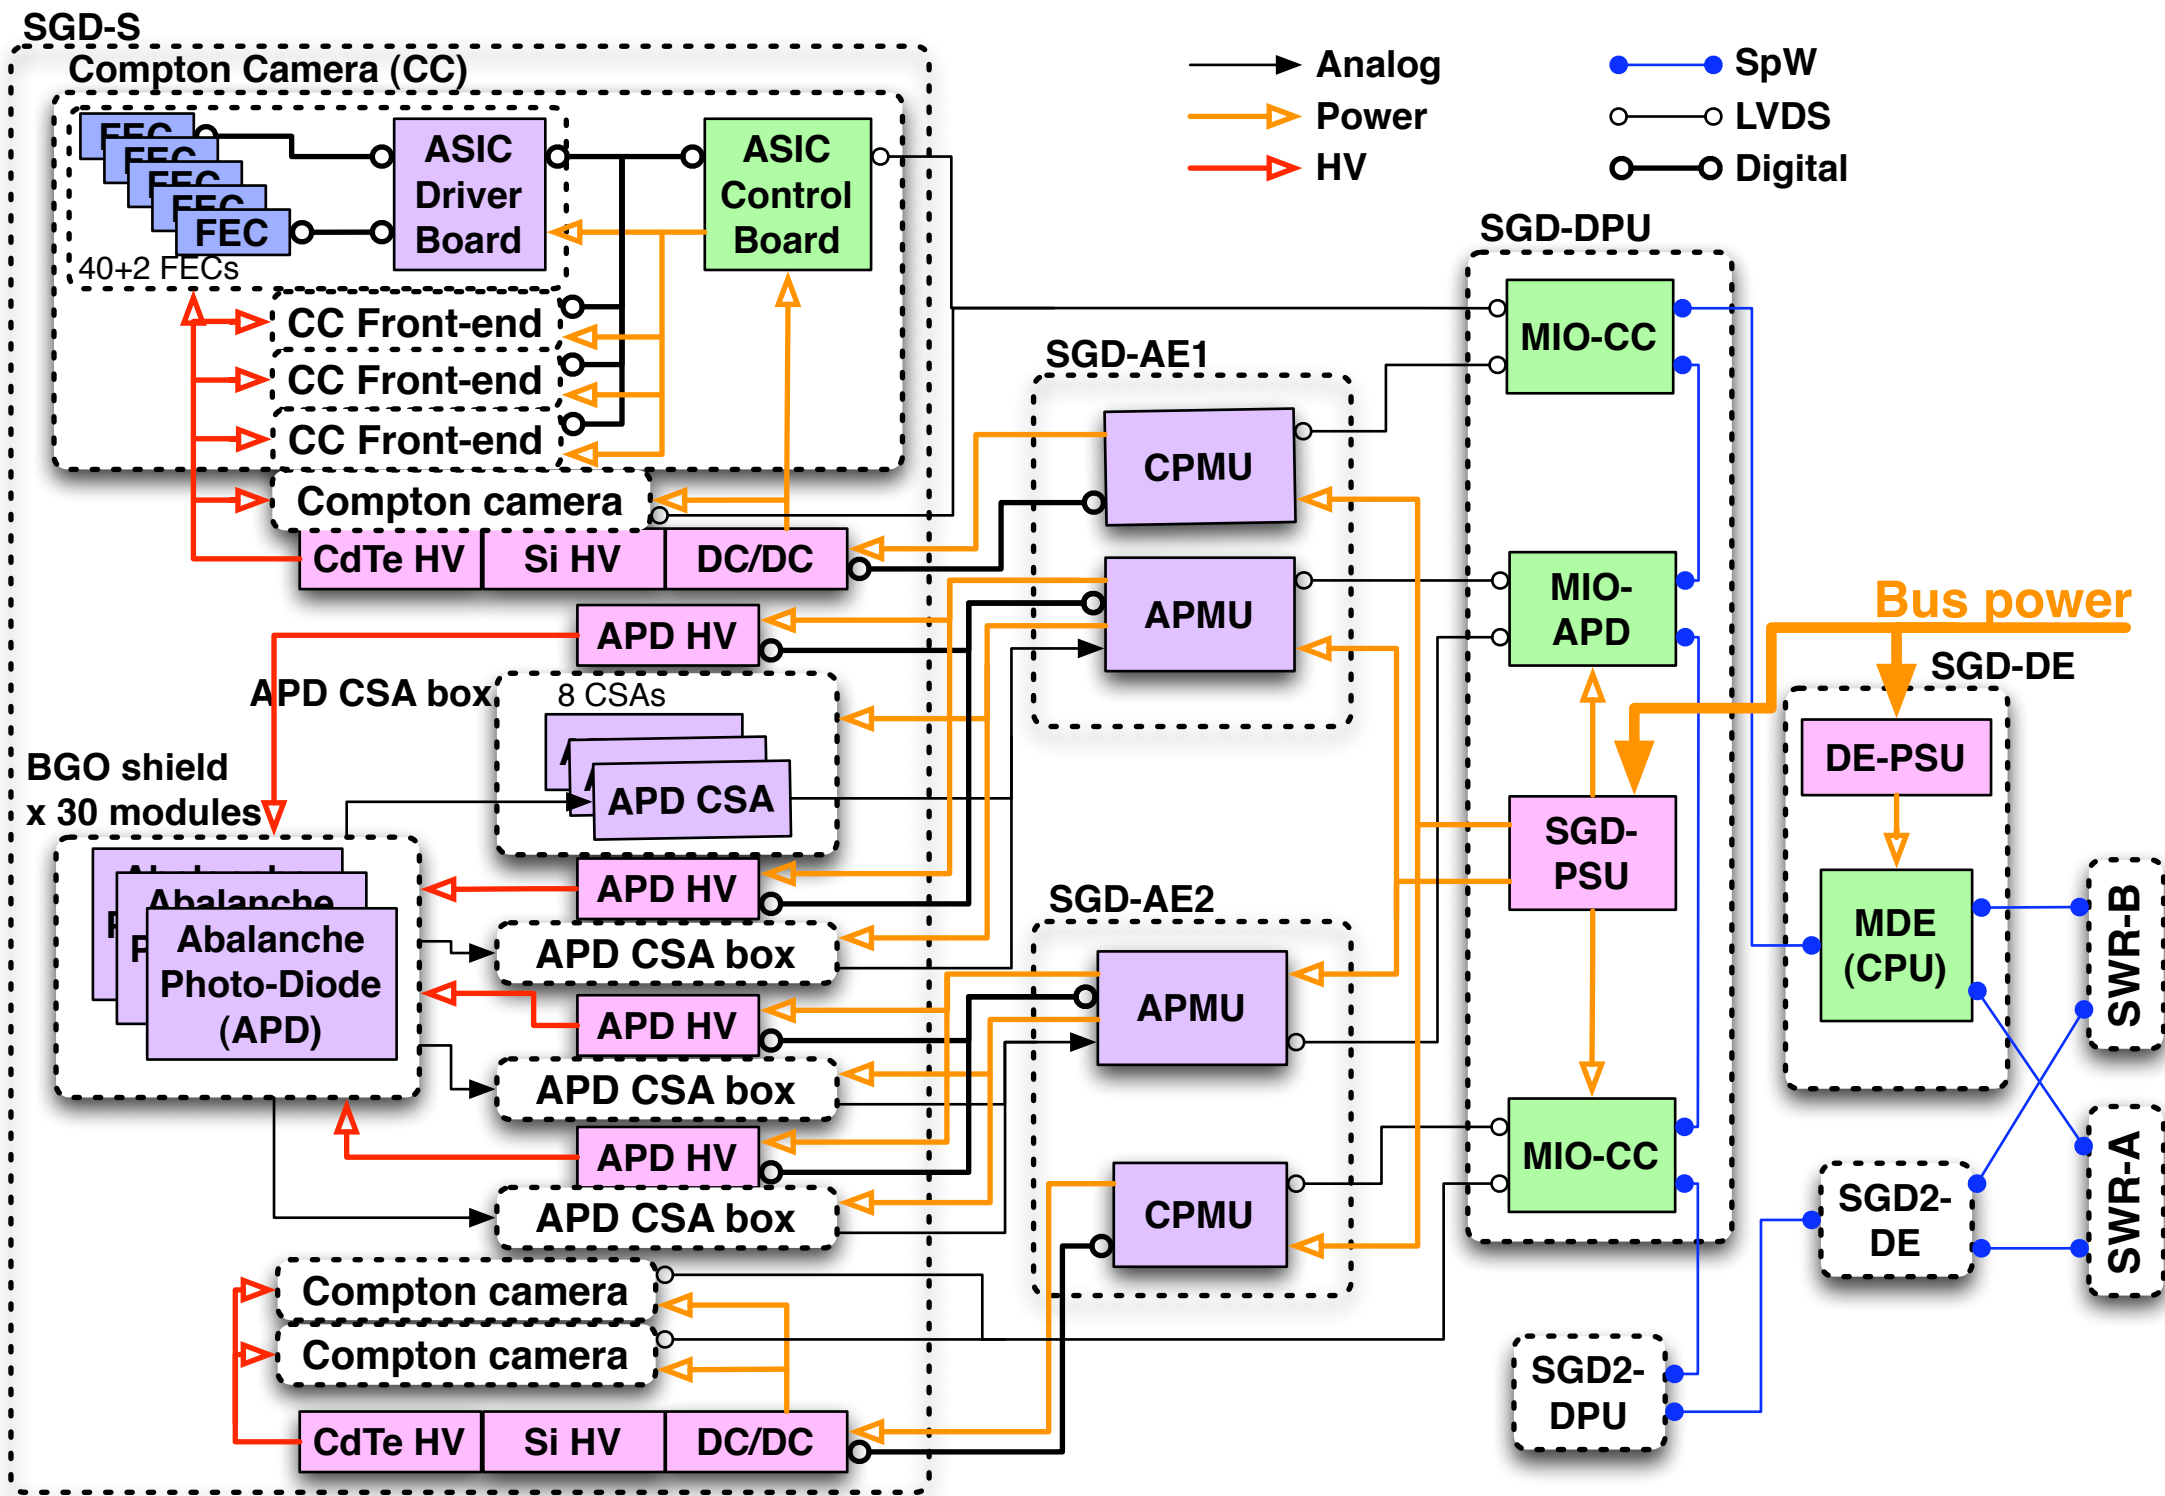 SGD-S
Compton Camera (CC)
FEC
FEC
FEC
FEC
FEC
40+2 FECs
ASIC
Driver
Board
ASIC
Control
Board
CC Front-end
CC Front-end
CC Front-end
Compton camera
CdTe HV
Si HV
DC/DC
APD HV
APD CSA box
8 CSAs
APD CSA
BGO shield
x 30 modules
Abalanche
Abalanche
Photo-Diode
(APD)
APD HV
APD CSA box
APD HV
APD CSA box
APD HV
APD CSA box
Compton camera
Compton camera
CdTe HV
Si HV
DC/DC
Analog
Power
HV
SpW
LVDS
Digital
SGD-AE1
CPMU
APMU
SGD-AE2
APMU
CPMU
SGD-DPU
MIO-CC
MIO-
APD
SGD-
PSU
MIO-CC
Bus power
SGD-DE
DE-PSU
MDE
(CPU)
SWR-B
SWR-A
SGD2-
DE
SGD2-
DPU